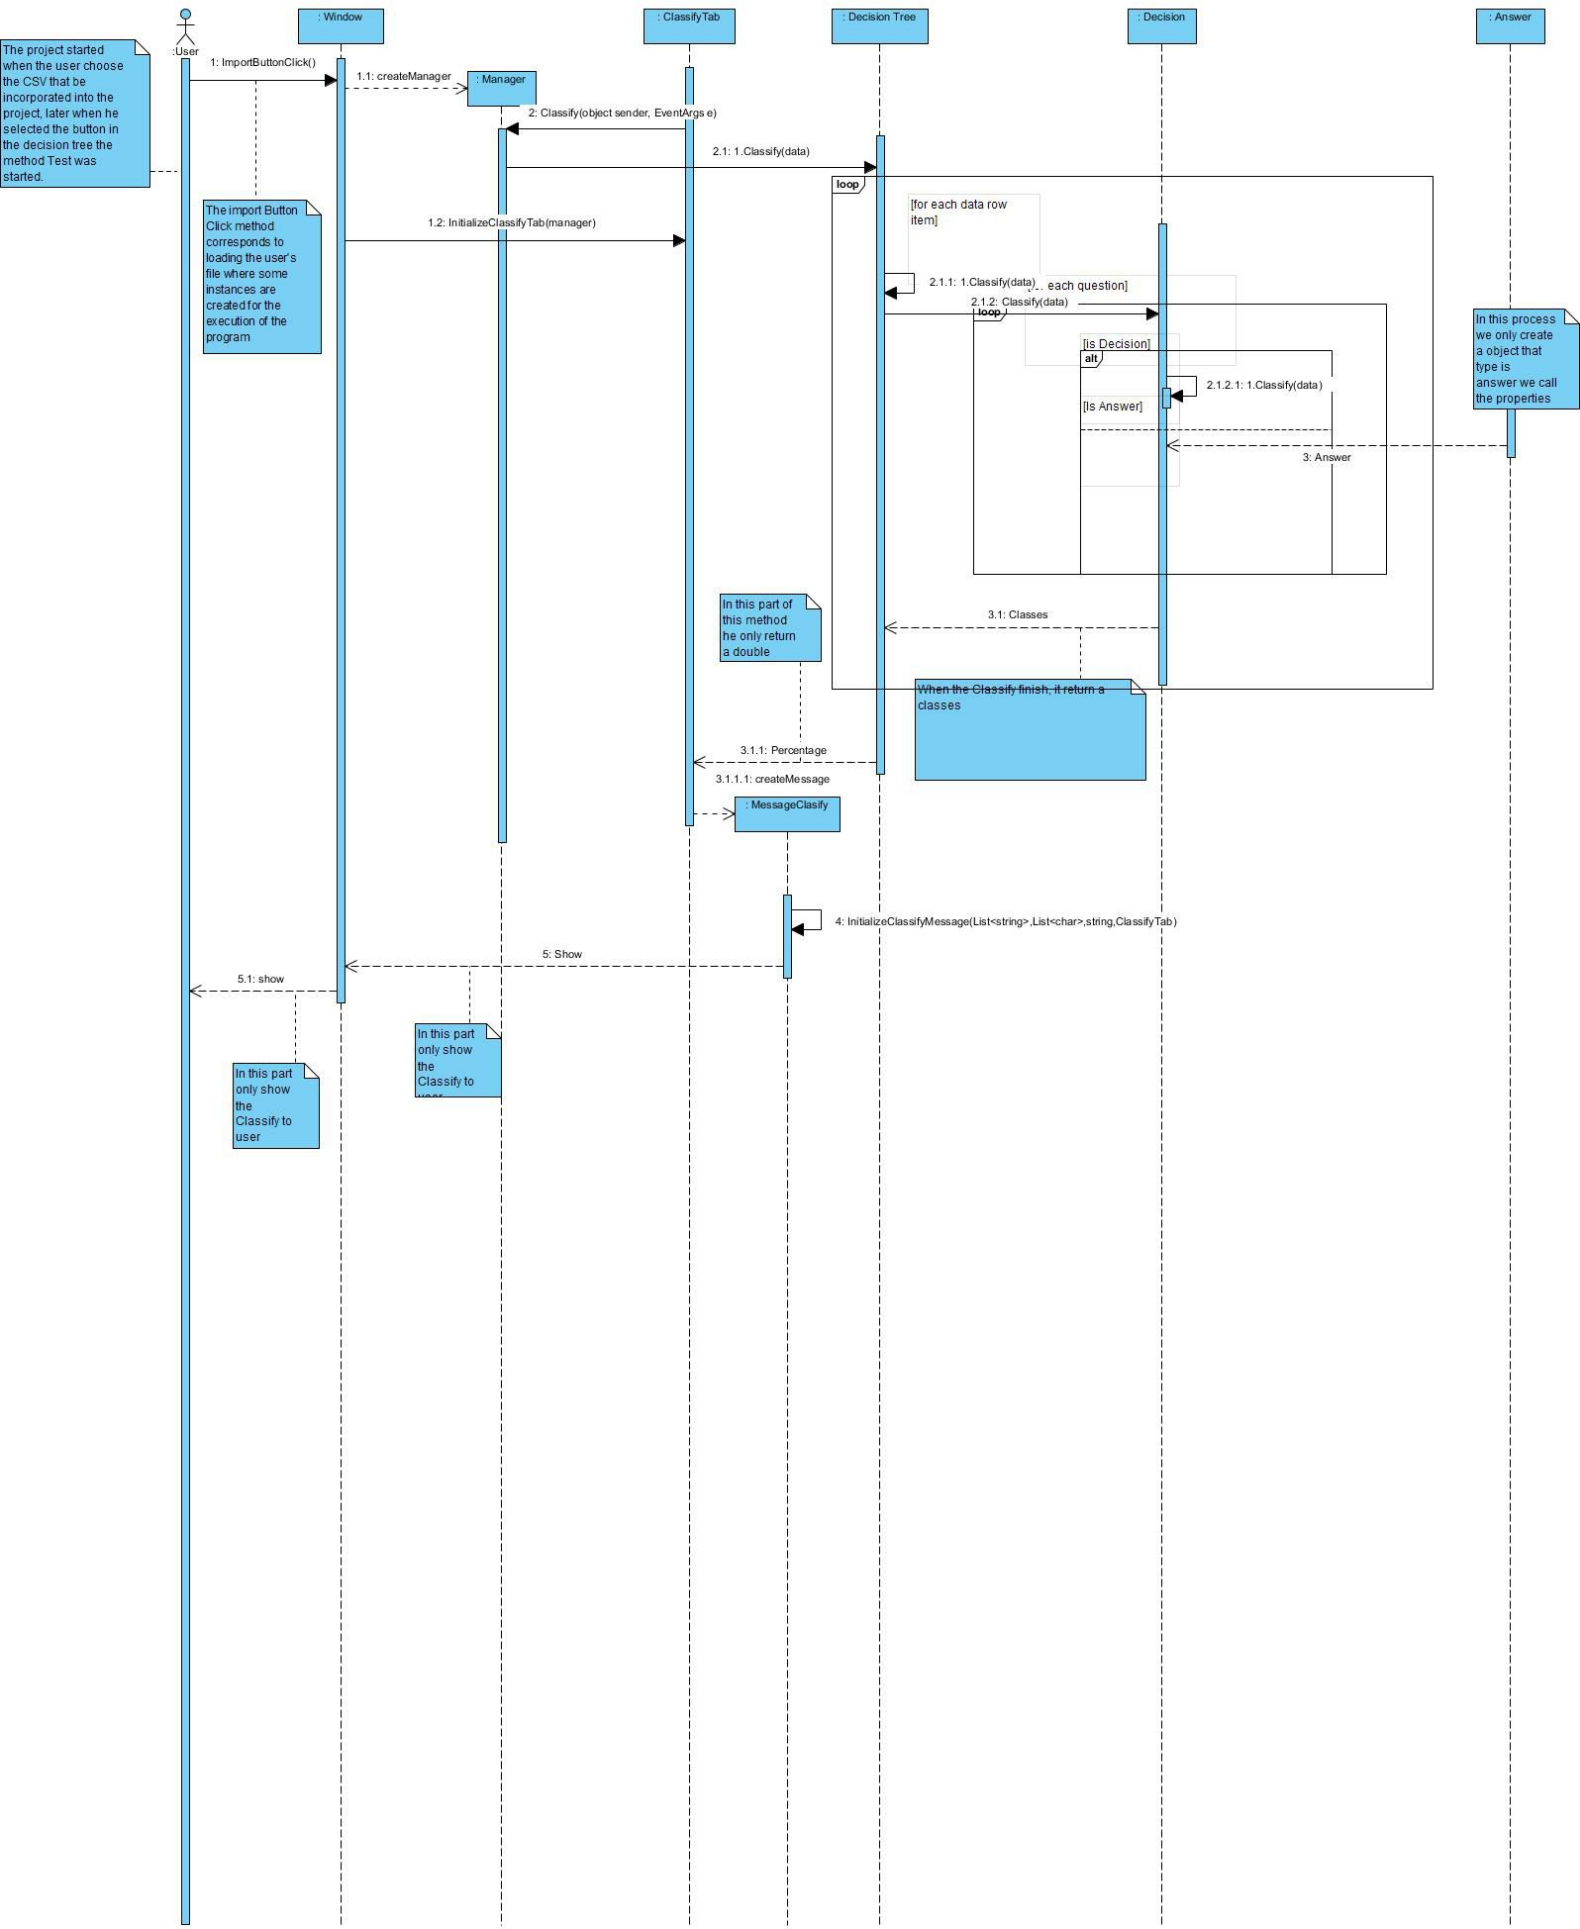 : Window
: ClassifyTab
: Decision Tree
: Decision
: Answer
:User
The project started
when the user choose
the CSV that be
incorporated into the
project, later when he
selected the button in
the decision tree the
method Test was
started.
1: ImportButtonClick()
1.1: createManager
: Manager
2: Classify(object sender, EventArgs e)
2.1: 1.Classify(data)
loop
[for each data row
item]
The import Button
Click method
corresponds to
loading the user's
file where some
instances are
created for the
execution of the
program
1.2: InitializeClassifyTab(manager)
2.1.1: 1.Classify(data)
each question]
2.1.2: Classify(data)
loop
[is Decision]
alt
2.1.2.1: 1.Classify(data)
[Is Answer]
In this process
we only create
a object that
type is
answer we call
the properties
3: Answer
In this part of
this method
he only return
a double
3.1: Classes
When the Classify finish, it return a
classes
3.1.1: Percentage
3.1.1.1: createMessage
: MessageClasify
4: InitializeClassifyMessage(List<string>,List<char>,string,ClassifyTab)
5: Show
5.1: show
In this part
only show
the
Classify to
In this part
only show
the
Classify to
user